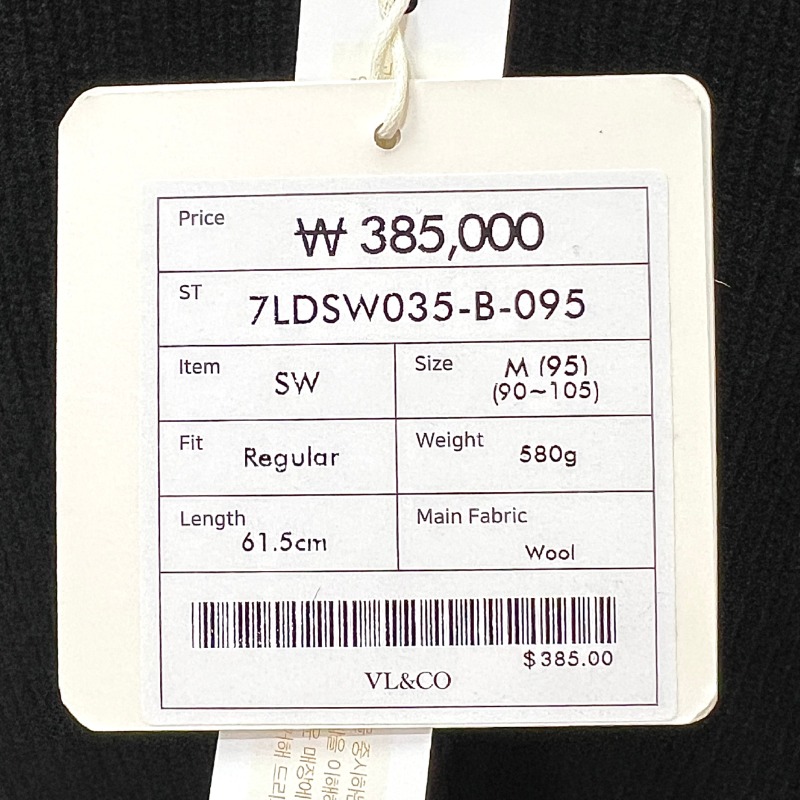 Price
₩ 385,000
ST
7LDSW035-B-095
Item
SW
Size
M (95)
(90~105)
Fit
Regular
Weight
580g
Length
61.5cm
Main Fabric
Wool
$385.00
VL&CO